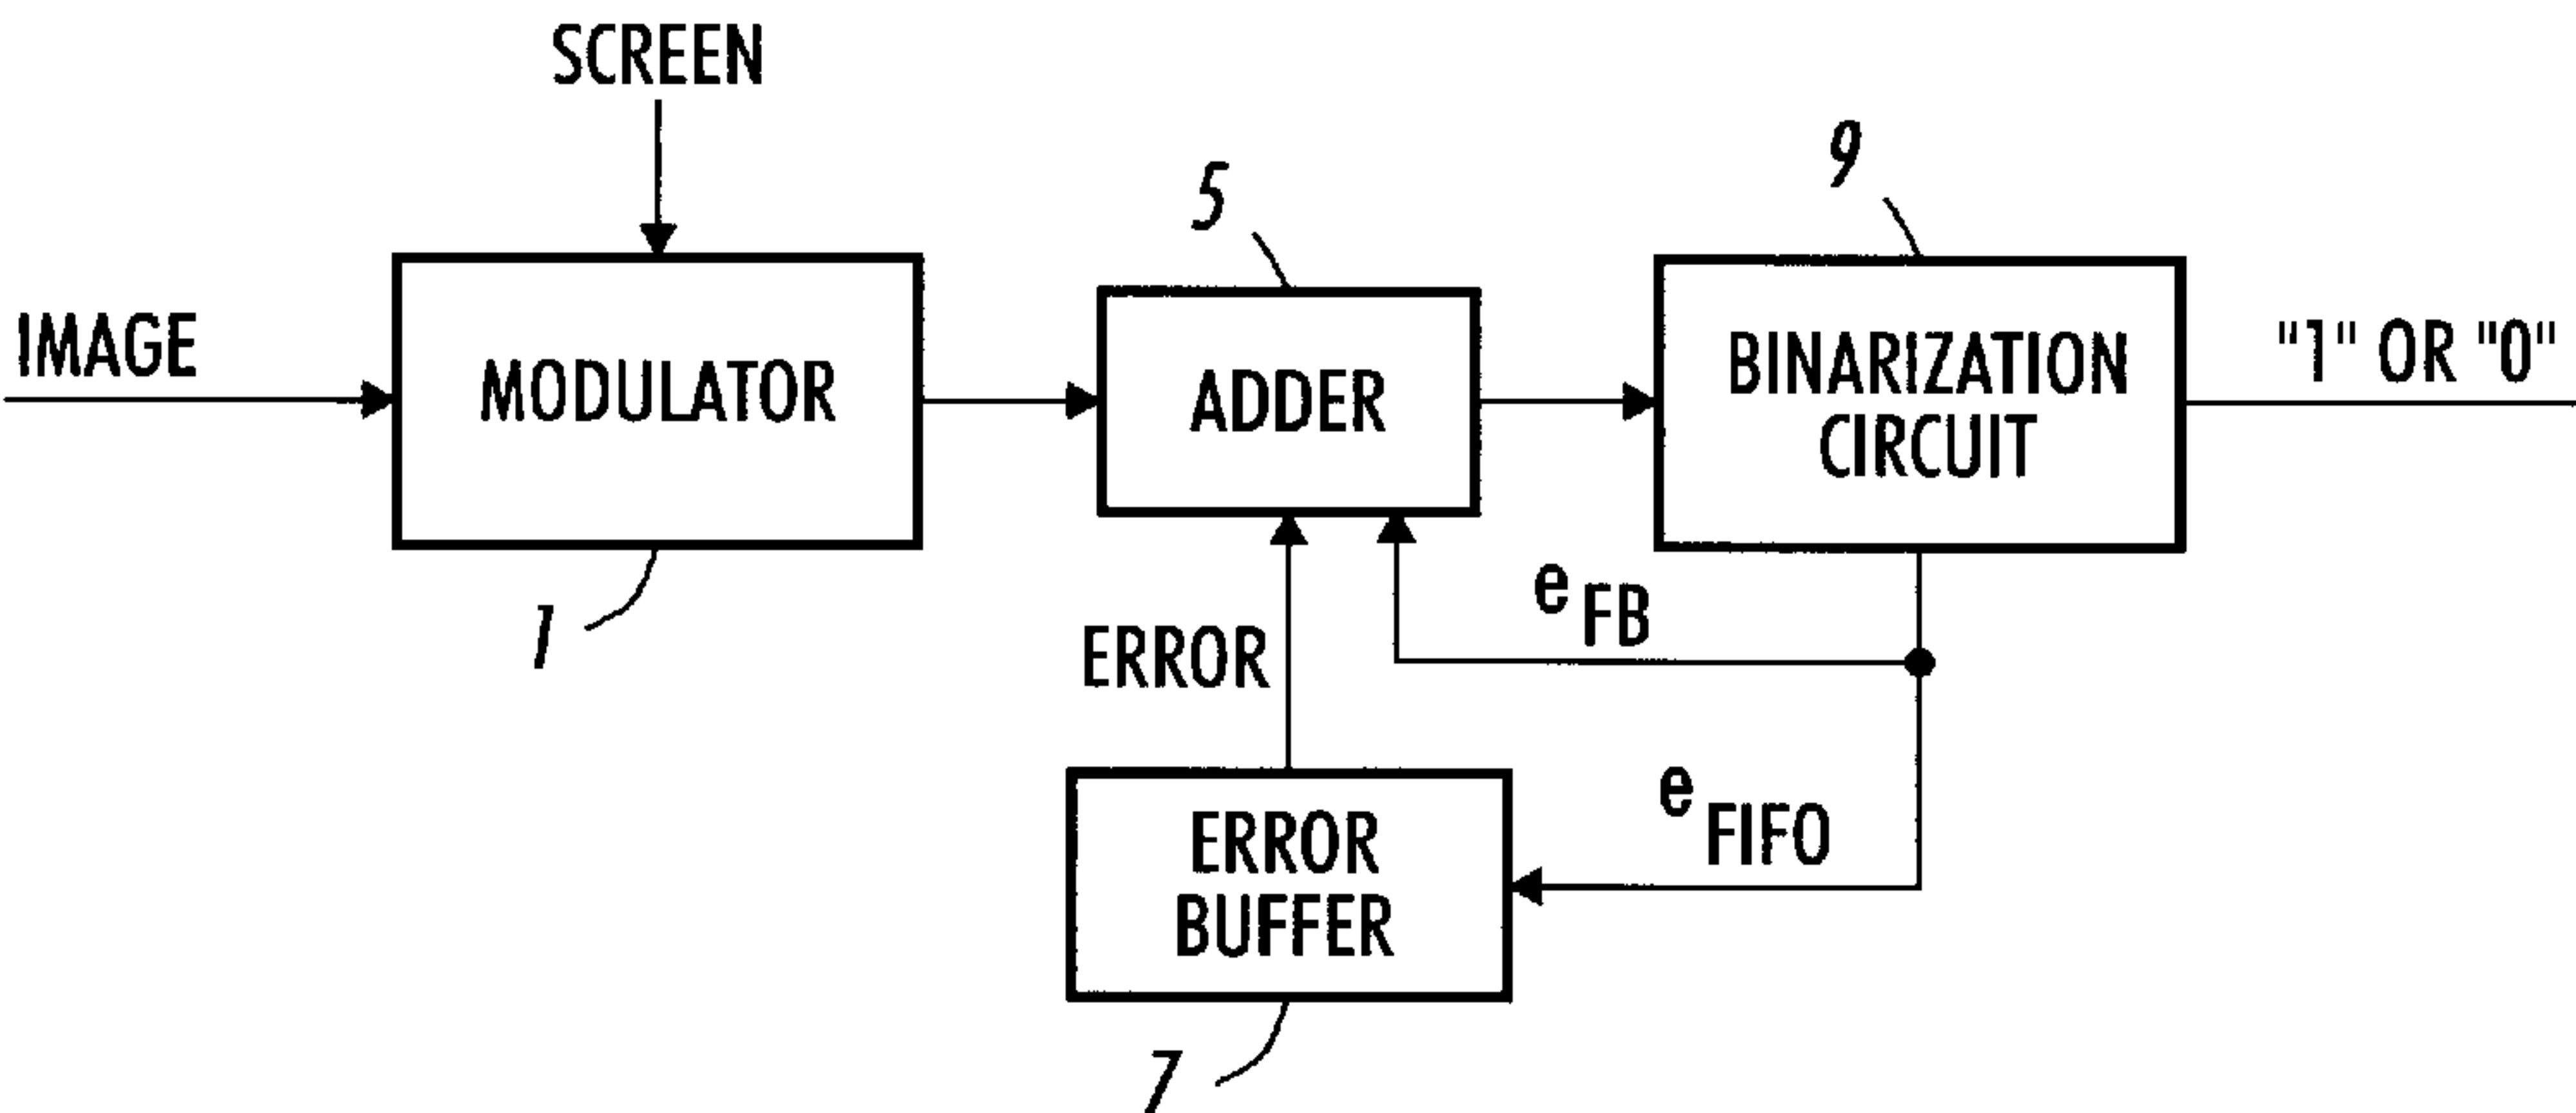 SCREEN
IMAGE
MODULATOR
1
5
ADDER
9
BINARIZATION
CIRCUIT
"1" OR "0"
e FB
ERROR
e FIFO
ERROR
BUFFER
7